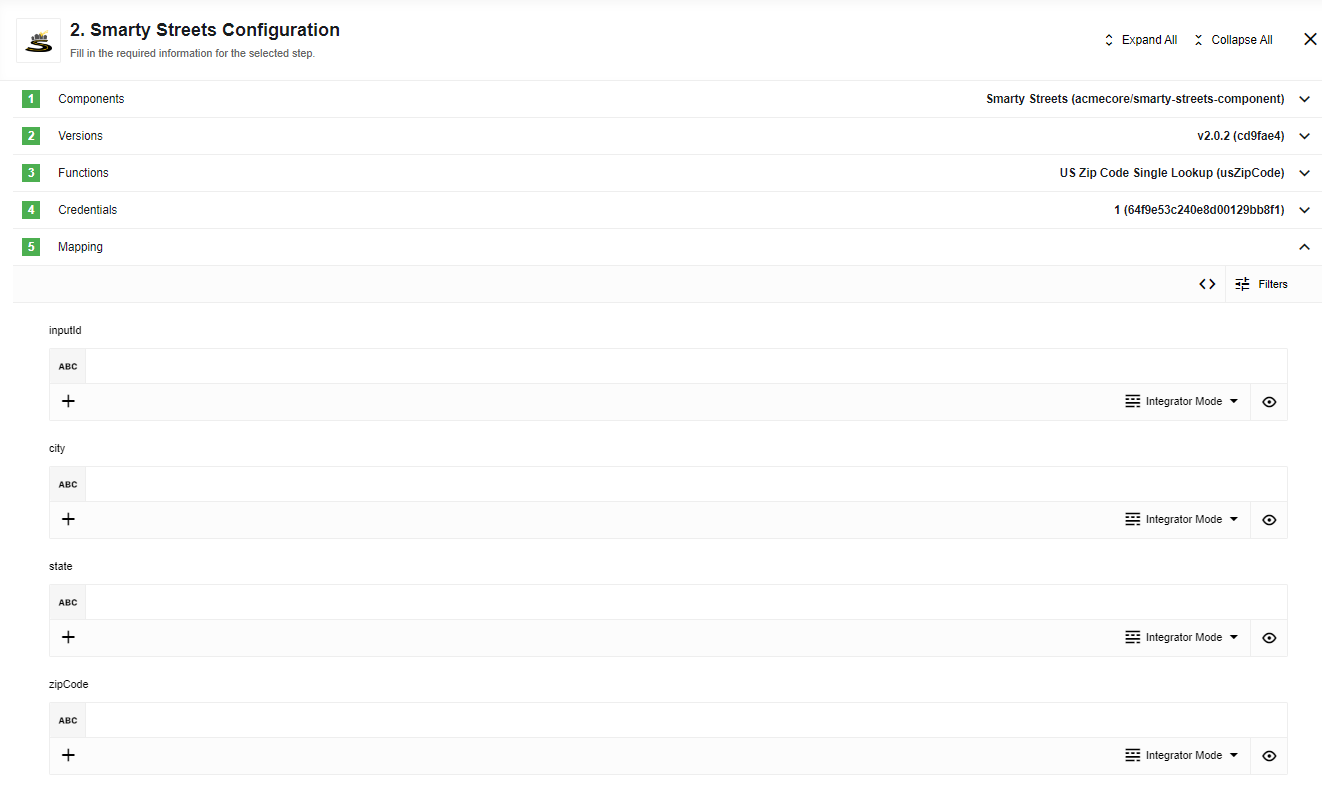 2. Smarty Streets Configuration
Fill in the required information for the selected step.
Expand All
Collapse All
1 Components Smarty Streets (acmecore/smarty-streets-component)
2 Versions v2.0.2 (cd9fae4)
3 Functions US Zip Code Single Lookup (usZipCode)
4 Credentials 1 (64f9e53c240e8d00129bb8f1)
5 Mapping
Filters
inputId
ABC
Integrator Mode
city
ABC
Integrator Mode
state
ABC
Integrator Mode
zipCode
ABC
Integrator Mode